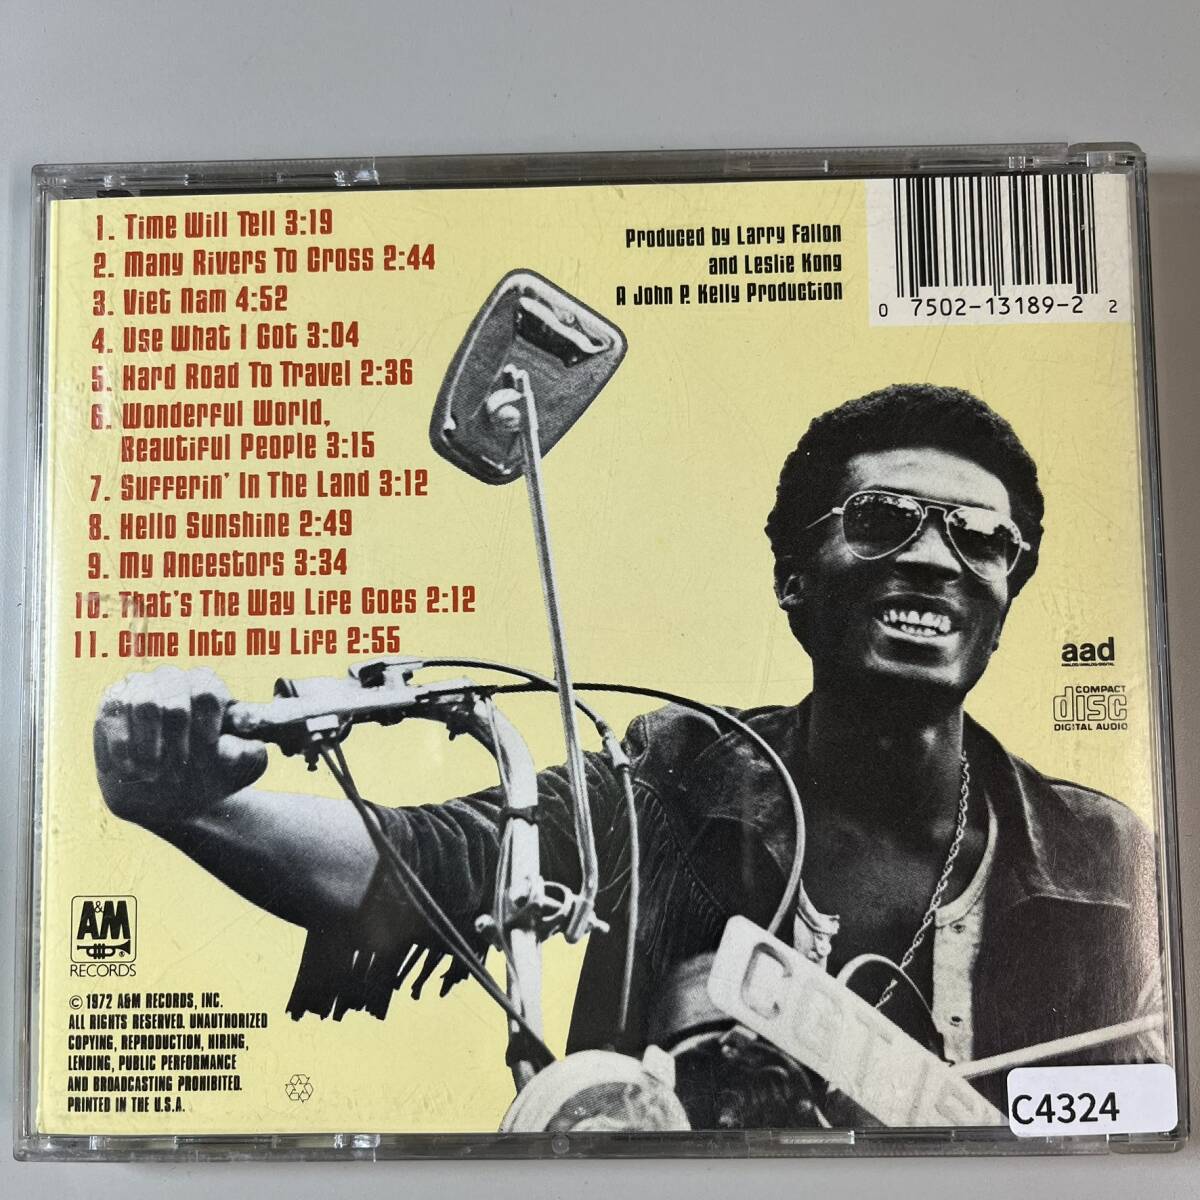 1. Time Will Tell 3:19
2. Many Rivers To Cross 2:44
3. Viet Nam 4:52
4. Use What I Got 3:04
5. Hard Road To Travel 2:36
6. Wonderful World,
Beautiful People 3:15
7. Sufferin' In The Land 3:12
8. Hello Sunshine 2:49
9. My Ancestors 3:34
10. That's The Way Life Goes 2:12
11. Come Into My Life 2:55
Produced by Larry Fallon
and Leslie Kong
A John P. Kelly Production
0 7502-13189-2 2
aad
ANALOG/ANALOG/DIGITAL
COMPACT
disc
DIGITAL AUDIO
A&M
®
RECORDS
© 1972 A&M RECORDS, INC.
ALL RIGHTS RESERVED. UNAUTHORIZED
COPYING, REPRODUCTION, HIRING,
LENDING, PUBLIC PERFORMANCE
AND BROADCASTING PROHIBITED.
PRINTED IN THE U.S.A.
C4324